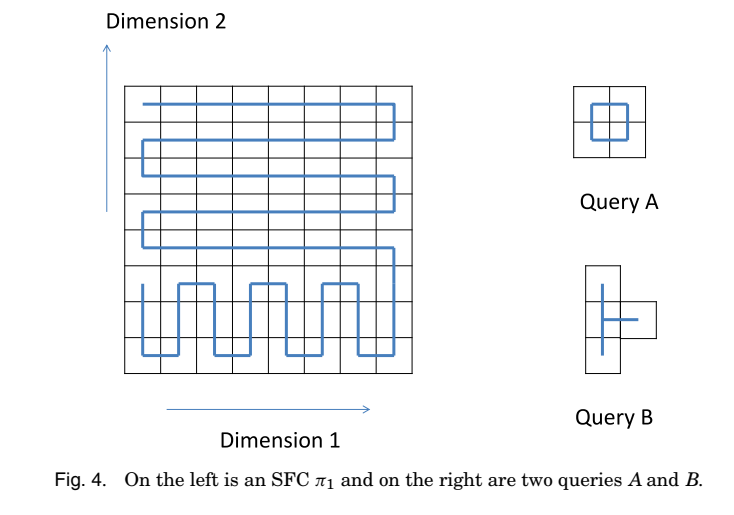 Dimension 2
Query A
Query B
Dimension 1
Fig. 4. On the left is an SFC π₁ and on the right are two queries A and B.